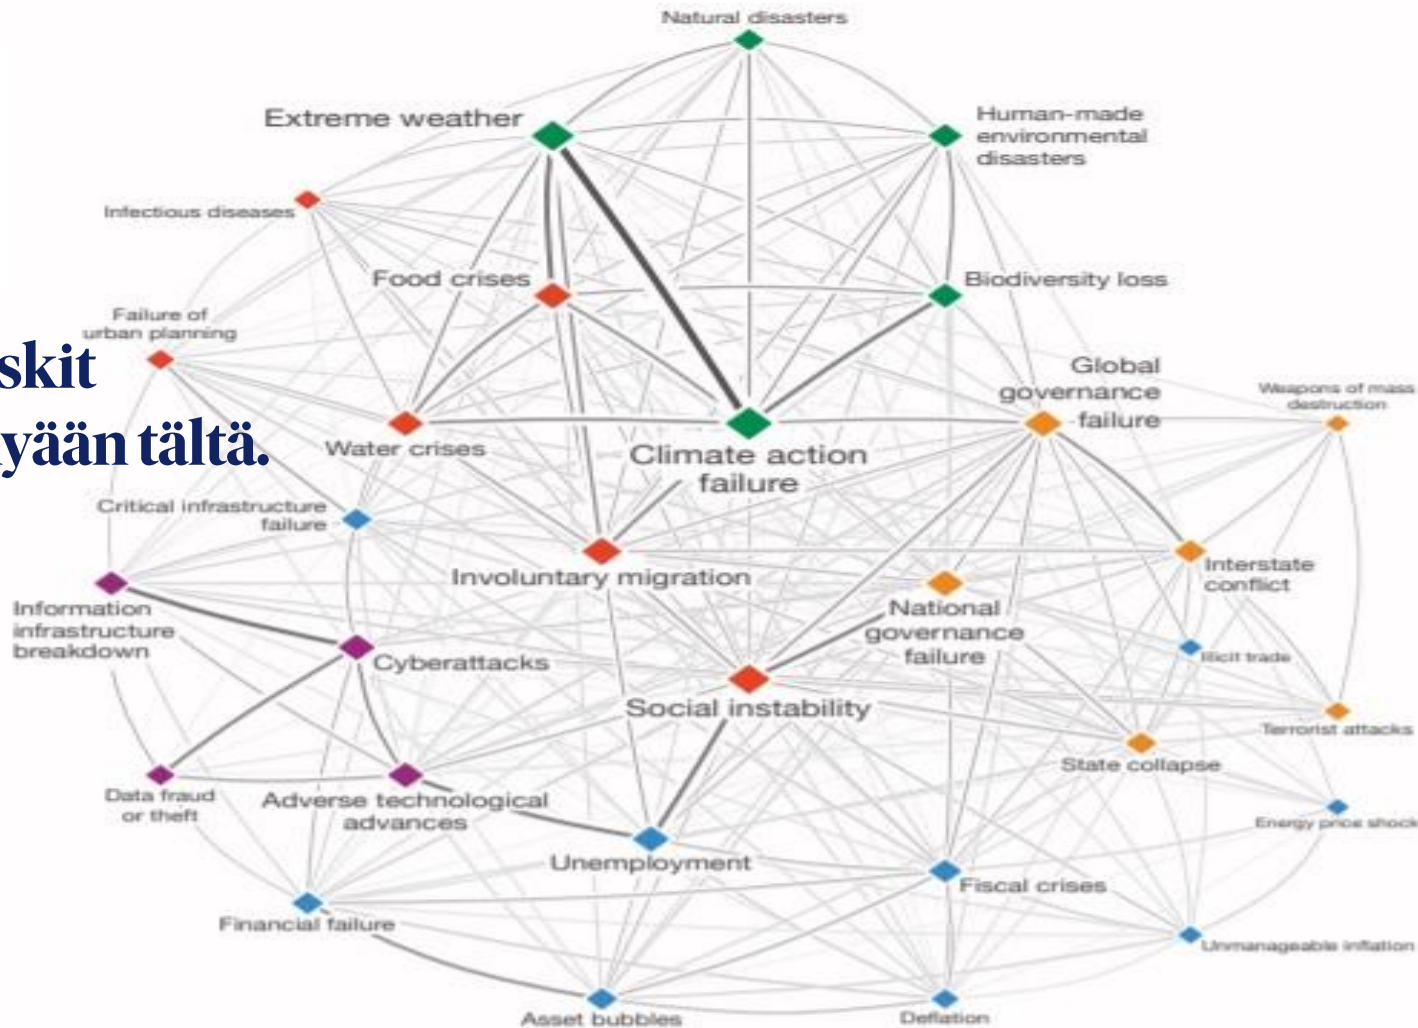 Natural disasters
Extreme weather
Human-made
environmental
disasters
Infectious diseases
Food crises
Biodiversity loss
Failure of
urban planning
skit
yään tältä.
Global
governance
failure
Weapons of mass
destruction
Water crises
Climate action
failure
Critical infrastructure
failure
Involuntary migration
Interstate
conflict
Information
infrastructure
breakdown
National
governance
failure
Cyberattacks
Illicit trade
Social instability
Terrorist attacks
State collapse
Data fraud
or theft
Adverse technological
advances
Energy price shock
Unemployment
Fiscal crises
Financial failure
Unmanageable inflation
Asset bubbles
Deflation